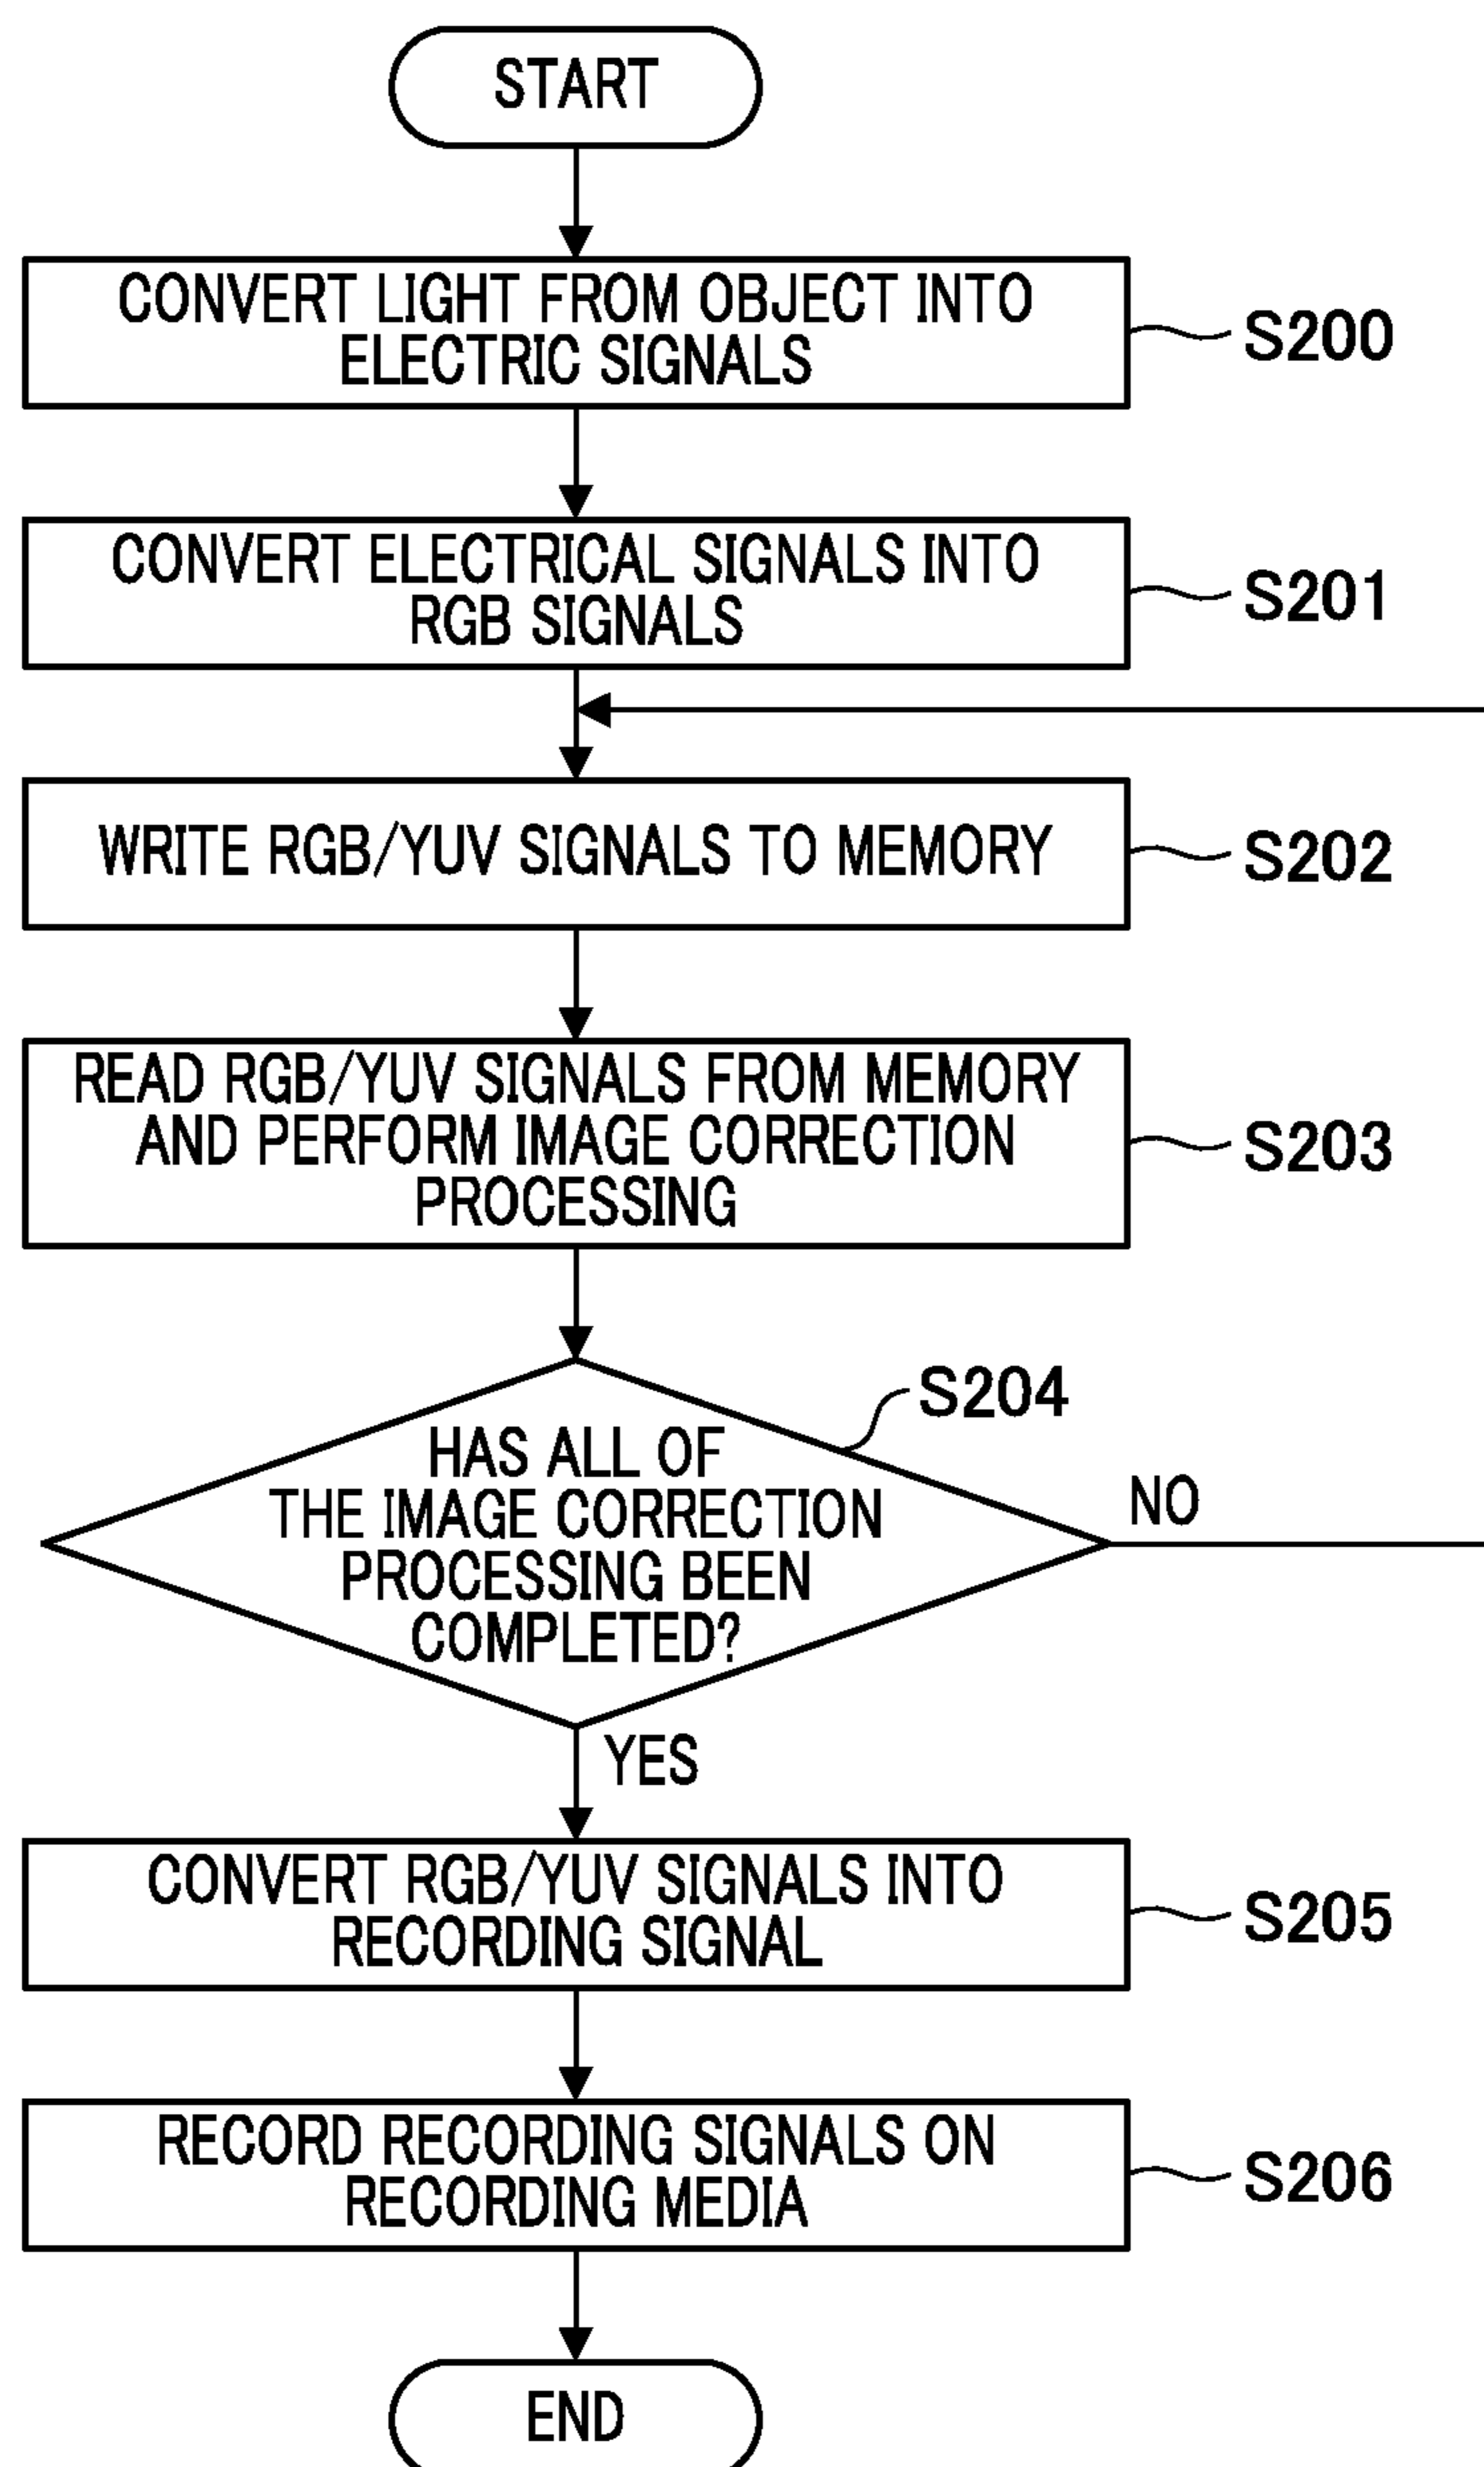 START
CONVERT LIGHT FROM OBJECT INTO
ELECTRIC SIGNALS
S200
CONVERT ELECTRICAL SIGNALS INTO
RGB SIGNALS
S201
WRITE RGB/YUV SIGNALS TO MEMORY
S202
READ RGB/YUV SIGNALS FROM MEMORY
AND PERFORM IMAGE CORRECTION
PROCESSING
S203
S204
HAS ALL OF
THE IMAGE CORRECTION
PROCESSING BEEN
COMPLETED?
NO
YES
CONVERT RGB/YUV SIGNALS INTO
RECORDING SIGNAL
S205
RECORD RECORDING SIGNALS ON
RECORDING MEDIA
S206
END